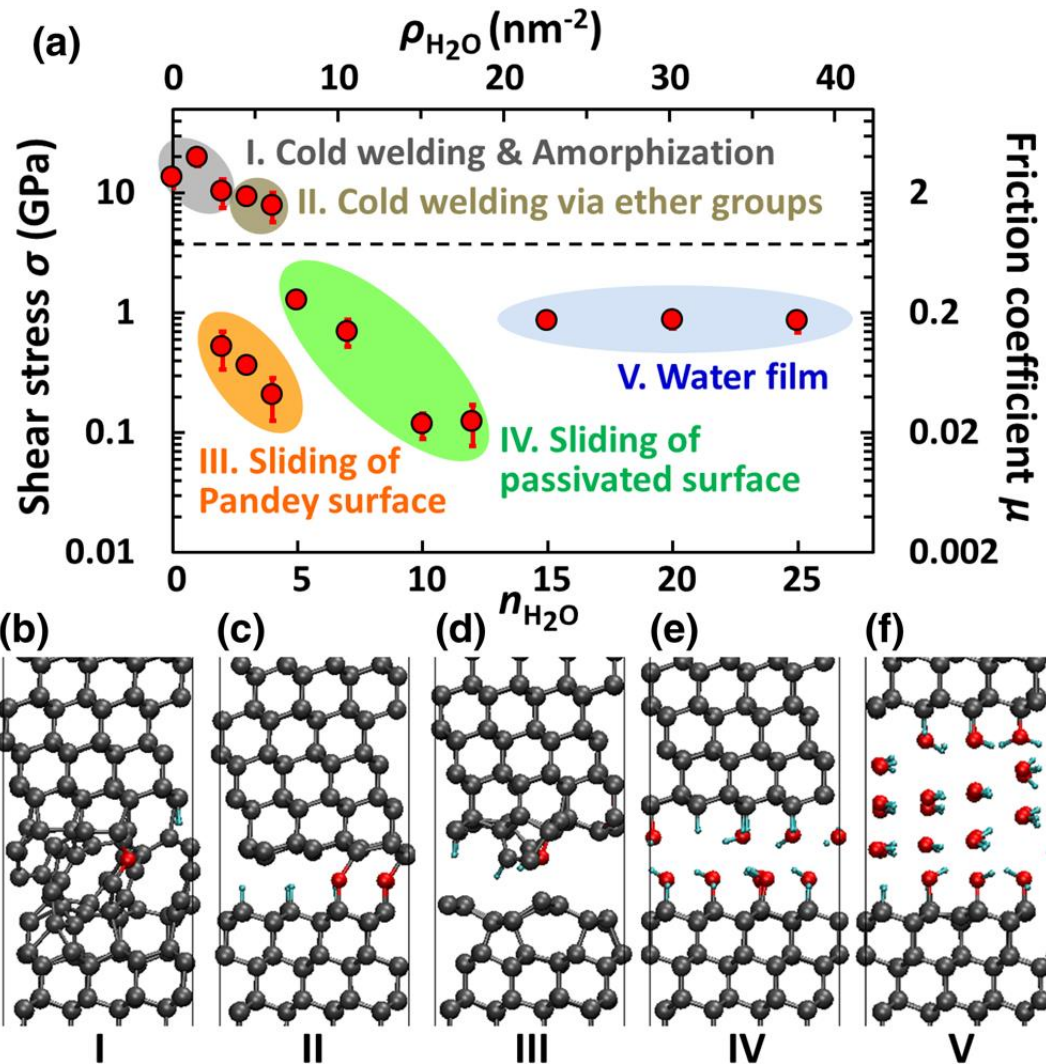 (a)
ρH₂O (nm⁻²)
0 10 20 30 40
Shear stress σ (GPa)
10
1
0.1
0.01
I. Cold welding & Amorphization
II. Cold welding via ether groups
V. Water film
III. Sliding of
Pandey surface
IV. Sliding of
passivated surface
2
0.2
0.02
0.002
Friction coefficient μ
0 5 10 15 20 25
nH₂O
(b) (c) (d) (e) (f)
I II III IV V